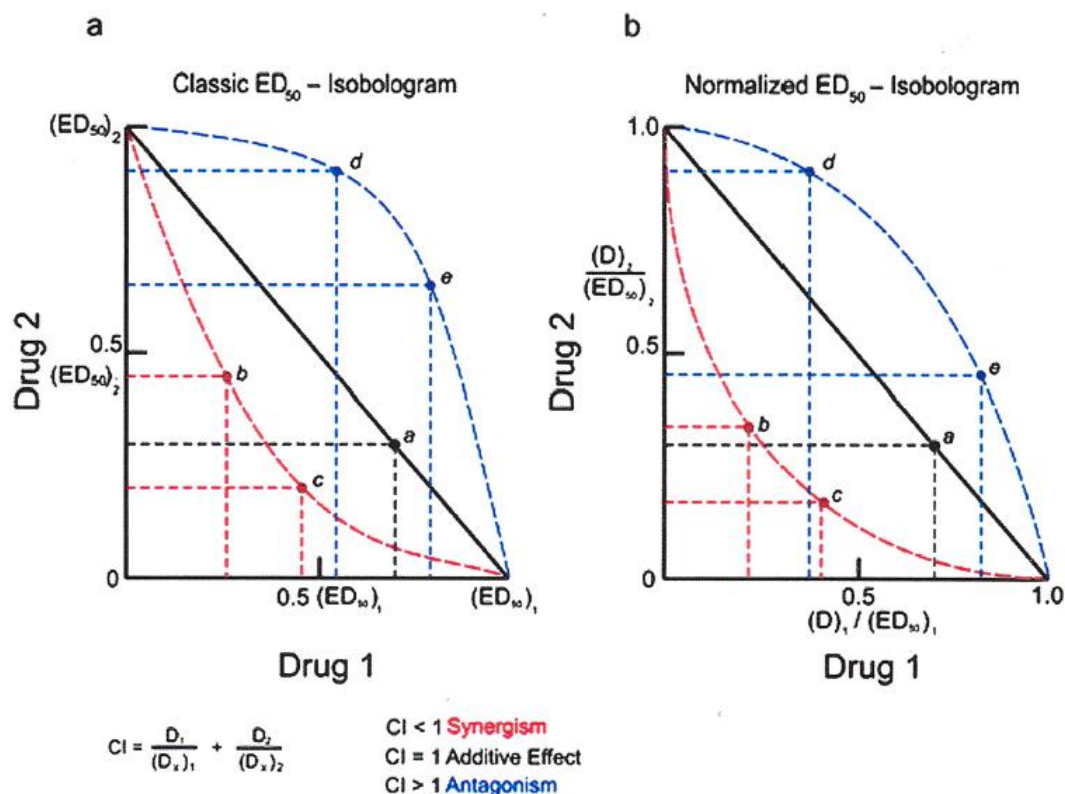 a
Classic ED₅₀ – Isobologram
(ED₅₀)₂
d
e
0.5
(ED₅₀)₂
b
a
c
0
0.5 (ED₅₀)₁
(ED₅₀)₁
Drug 2
Drug 1
b
Normalized ED₅₀ – Isobologram
1.0
d
(D)₂
(ED₅₀)₂
0.5
e
b
a
c
0
0.5
1.0
(D)₁ / (ED₅₀)₁
Drug 2
Drug 1
CI = D₁ / (Dₓ)₁ + D₂ / (Dₓ)₂
CI < 1 Synergism
CI = 1 Additive Effect
CI > 1 Antagonism